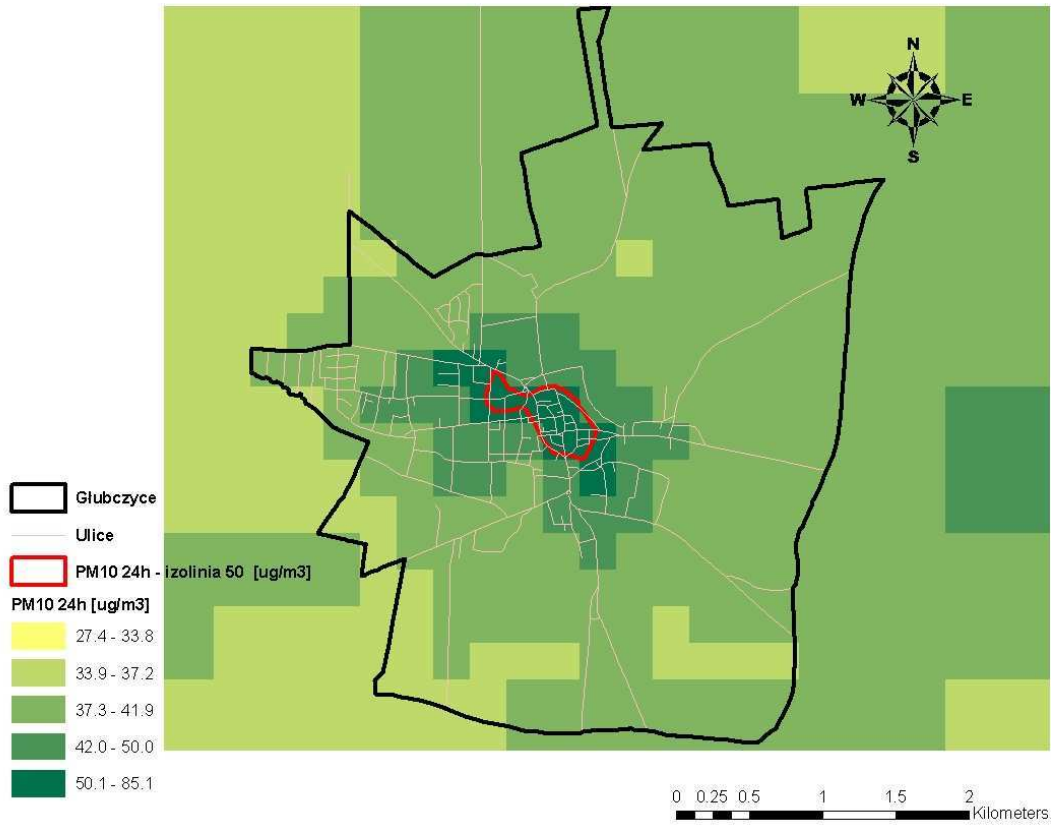 N
W E
S
Głubczyce
Ulice
PM10 24h - izolinia 50 [ug/m3]
PM10 24h [ug/m3]
27.4 - 33.8
33.9 - 37.2
37.3 - 41.9
42.0 - 50.0
50.1 - 85.1
0 0.25 0.5 1 1.5 2
Kilometers